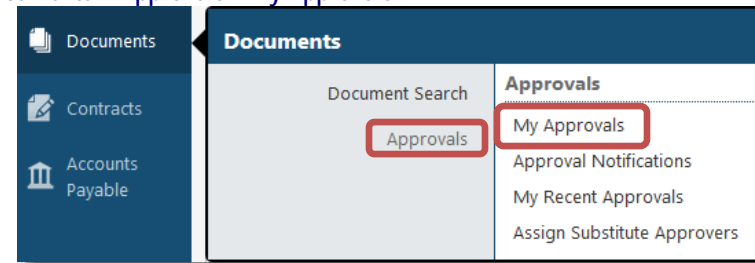 Documents
Contracts
Accounts
Payable
Documents
Document Search
Approvals
Approvals
My Approvals
Approval Notifications
My Recent Approvals
Assign Substitute Approvers